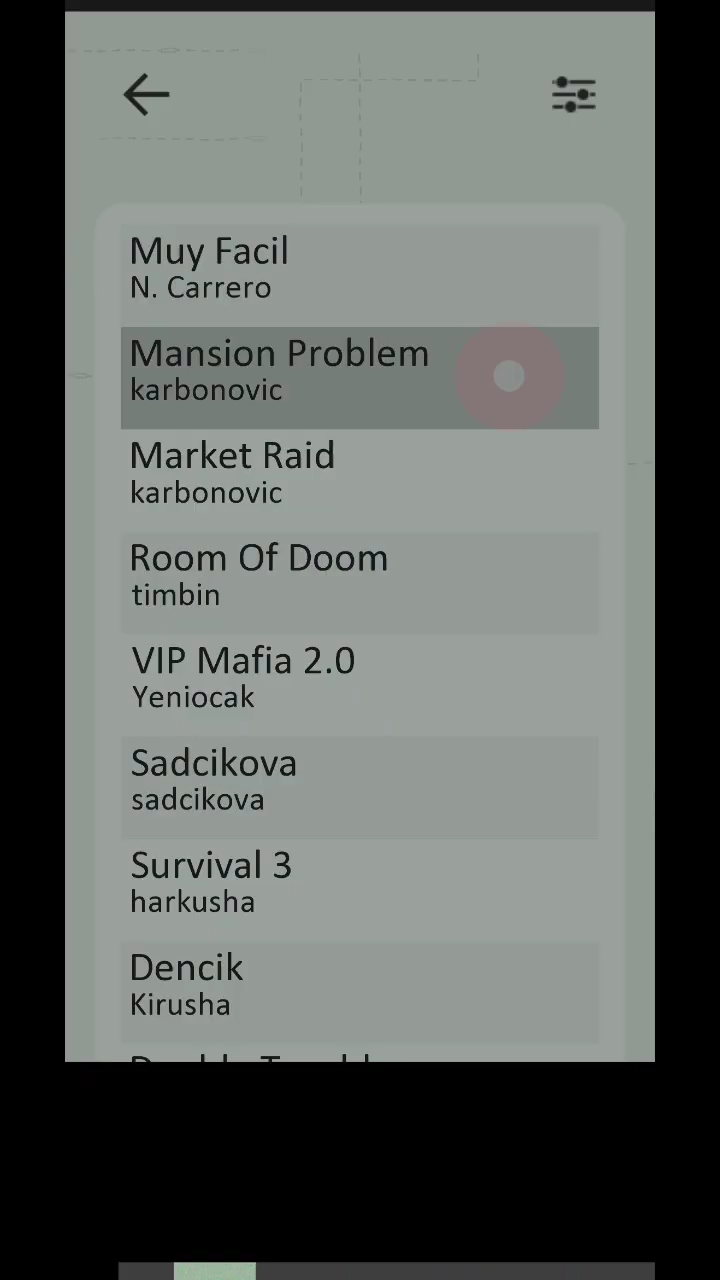 Muy Facil
N. Carrero
Mansion Problem
karbonovic
Market Raid
karbonovic
Room Of Doom
timbin
VIP Mafia 2.0
Yeniocak
Sadcikova
sadcikova
Survival 3
harkusha
Dencik
Kirusha